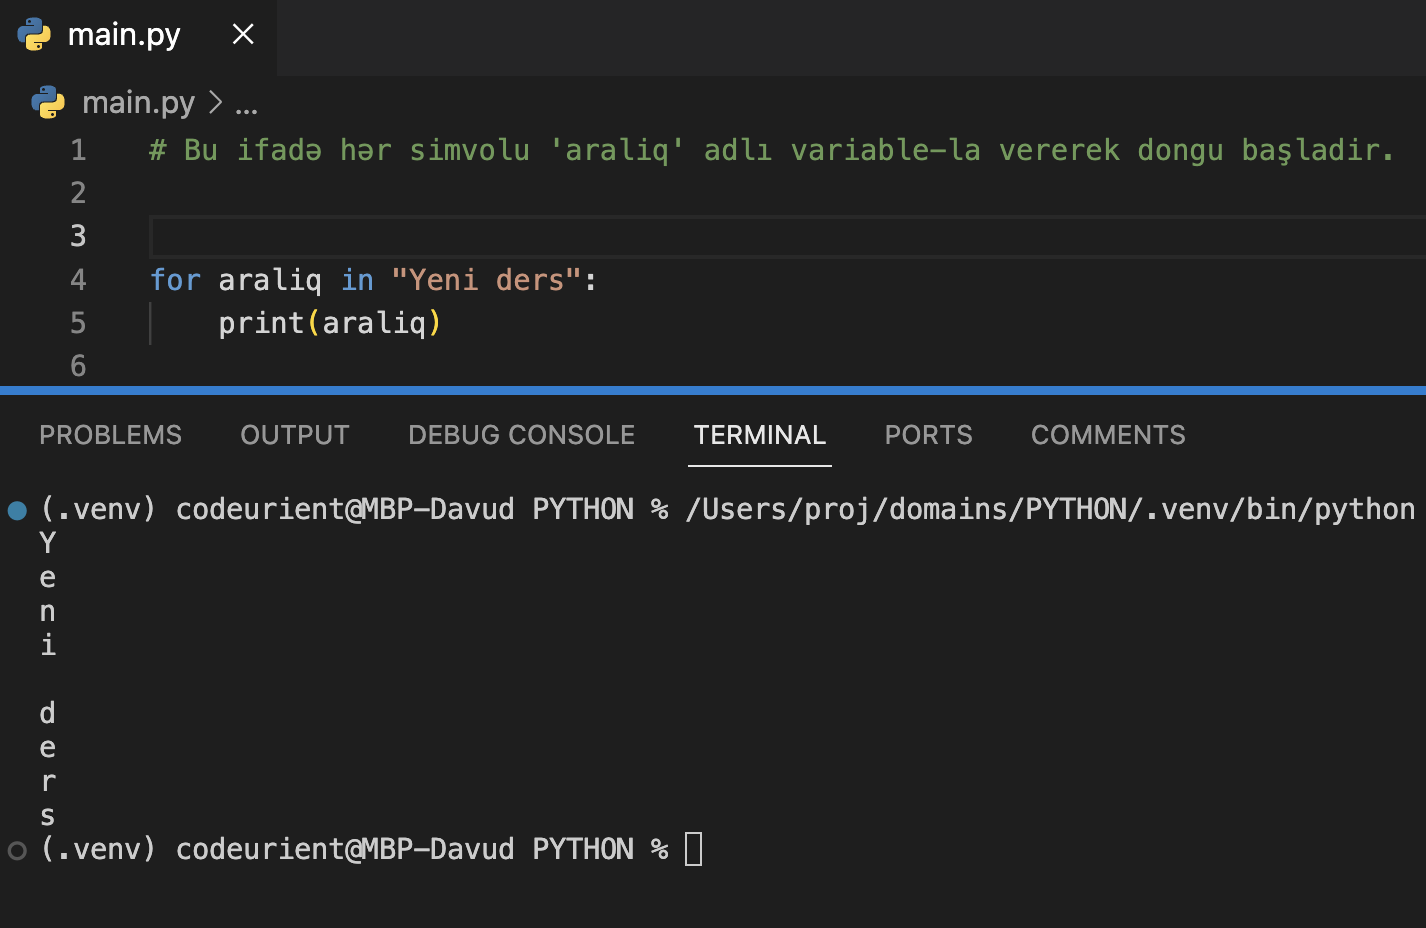 main.py
main.py > ...
1 # Bu ifadə hər simvolu 'araliq' adlı variable-la vererek dongu başladir.
2
3
4 for araliq in "Yeni ders":
5     print(araliq)
6
PROBLEMS OUTPUT DEBUG CONSOLE TERMINAL PORTS COMMENTS
(.venv) codeurient@MBP-Davud PYTHON % /Users/proj/domains/PYTHON/.venv/bin/python
Y
e
n
i

d
e
r
s
(.venv) codeurient@MBP-Davud PYTHON %